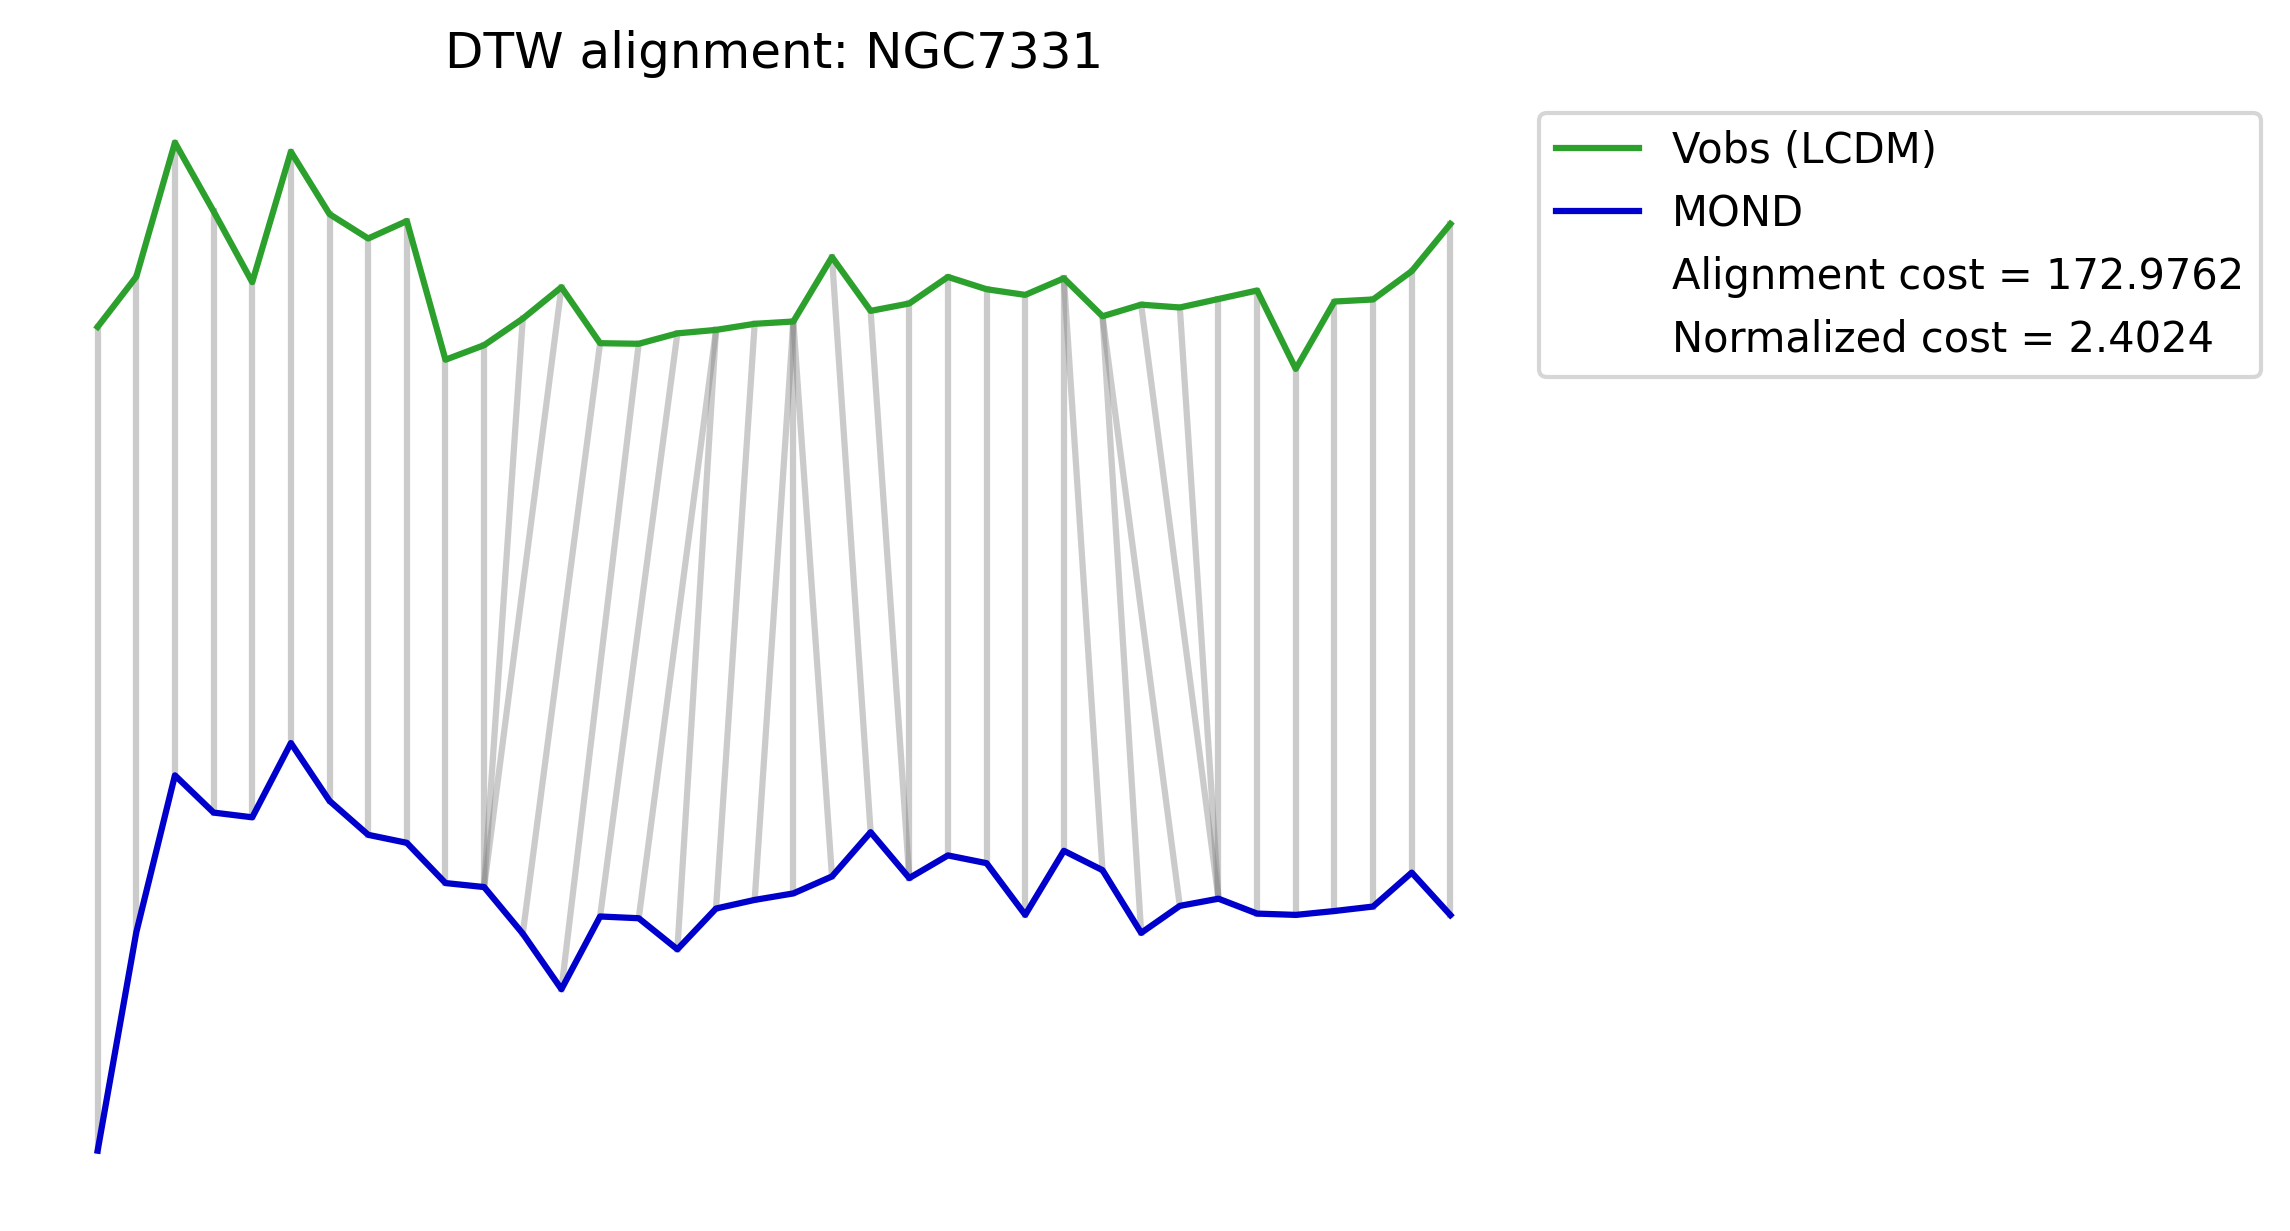 DTW alignment: NGC7331
Vobs (LCDM)
MOND
Alignment cost = 172.9762
Normalized cost = 2.4024